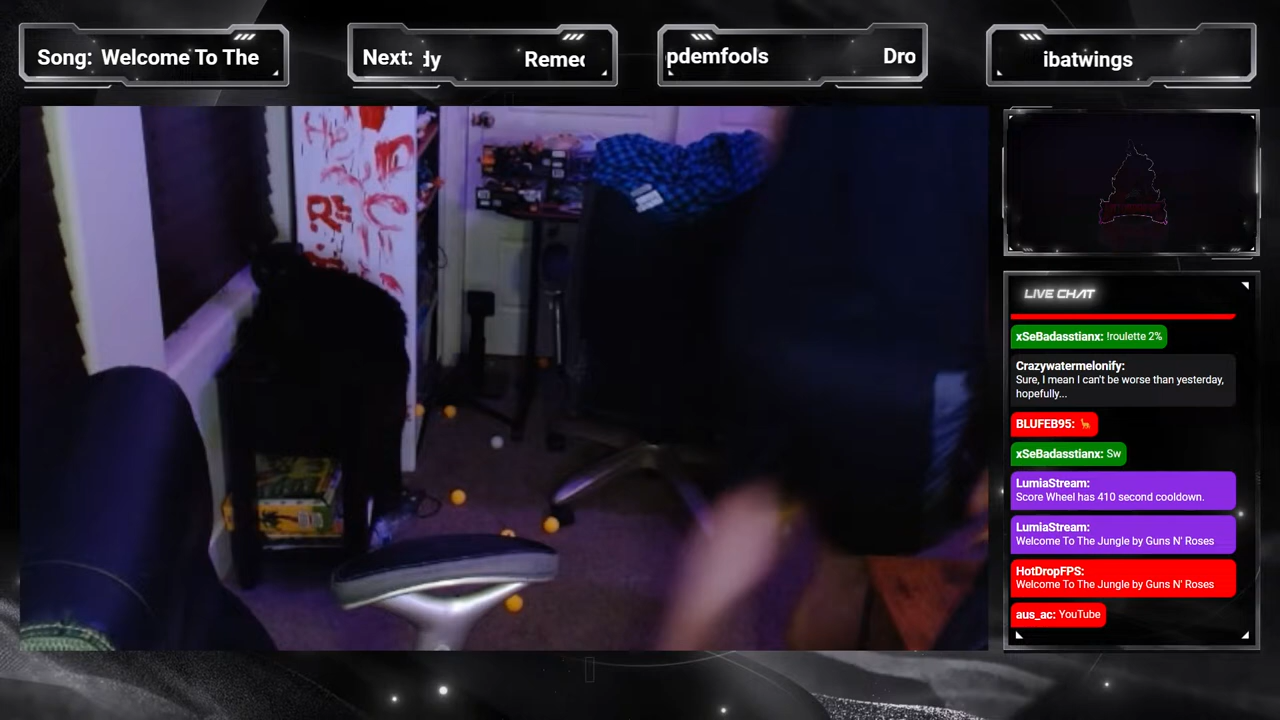 Song: Welcome To The
Next: dy Remed
pdemfools Dro
ibatwings
LIVE CHAT
xSeBadasstianx: !roulette 2%
Crazywatermelonify:
Sure, I mean I can't be worse than yesterday,
hopefully...
BLUFEB95:
xSeBadasstianx: Sw
LumiaStream:
Score Wheel has 410 second cooldown.
LumiaStream:
Welcome To The Jungle by Guns N' Roses
HotDropFPS:
Welcome To The Jungle by Guns N' Roses
aus_ac: YouTube